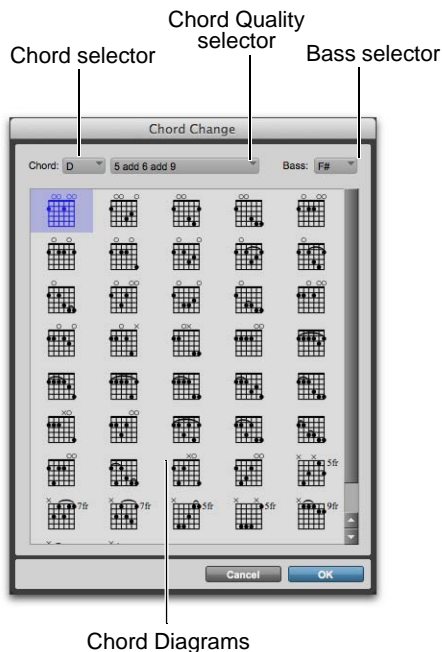 Chord Quality
selector
Chord selector
Bass selector
Chord Change
Chord: D 5 add 6 add 9 Bass: F#
5fr
7fr 7fr 5fr 5fr 9fr
Cancel OK
Chord Diagrams